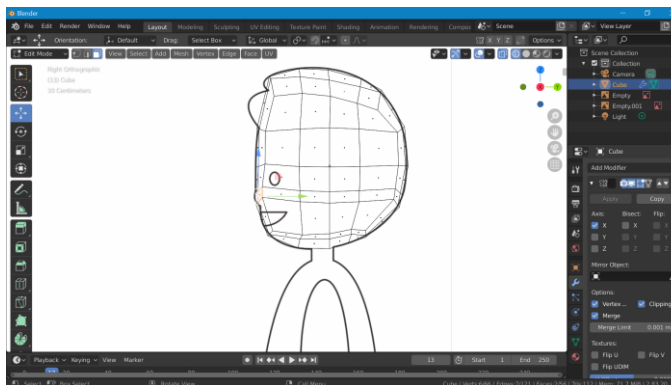 Blender
File Edit Render Window Help Layout Modeling Sculpting UV Editing Texture Paint Shading Animation Rendering Compo Scene View Layer
Orientation: Default Drag: Select Box Global X Y Z Options
Edit Mode View Select Add Mesh Vertex Edge Face UV
Right Orthographic
(13) Cube
10 Centimeters
Scene Collection
Collection
Camera
Cube
Empty
Empty.001
Light
Cube
Add Modifier
Apply Copy
Axis: Bisect: Flip:
X X X
Y Y Y
Z Z Z
Mirror Object:
Options:
Vertex... Clipping
Merge
Merge Limit 0.001 m
Textures:
Flip U Flip V
Flip UDIM
Playback Keying View Marker 13 Start 1 End 250
Select Box Select Rotate View Call Menu